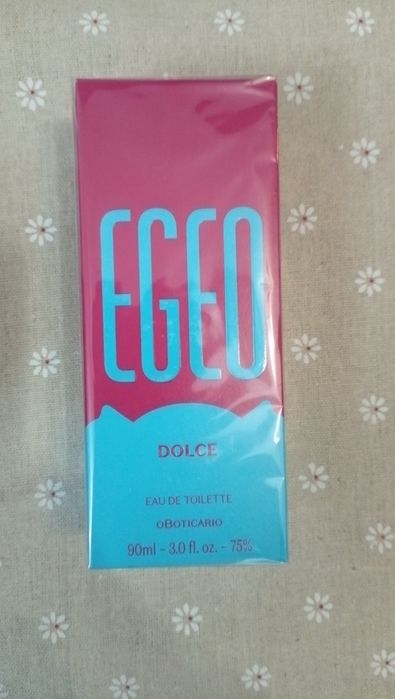 EGEO
DOLCE
EAU DE TOILETTE
oBOTICÁRIO
90ml - 3.0 fl. oz. - 75%